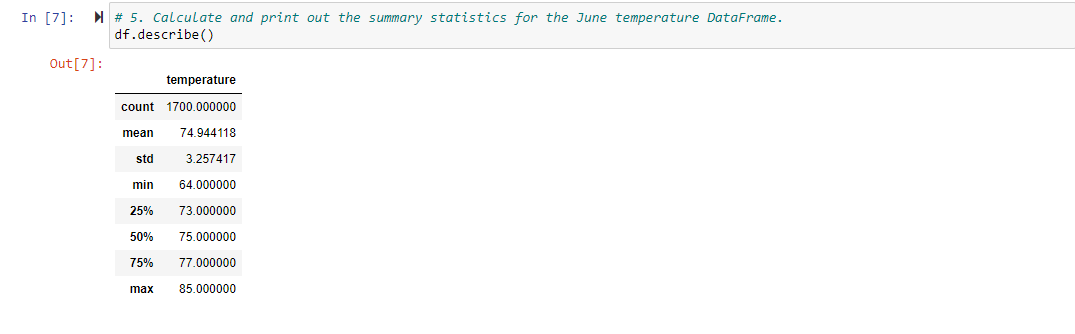 In [7]: # 5. Calculate and print out the summary statistics for the June temperature DataFrame.
df.describe()
Out[7]:
temperature
count 1700.000000
mean 74.944118
std 3.257417
min 64.000000
25% 73.000000
50% 75.000000
75% 77.000000
max 85.000000